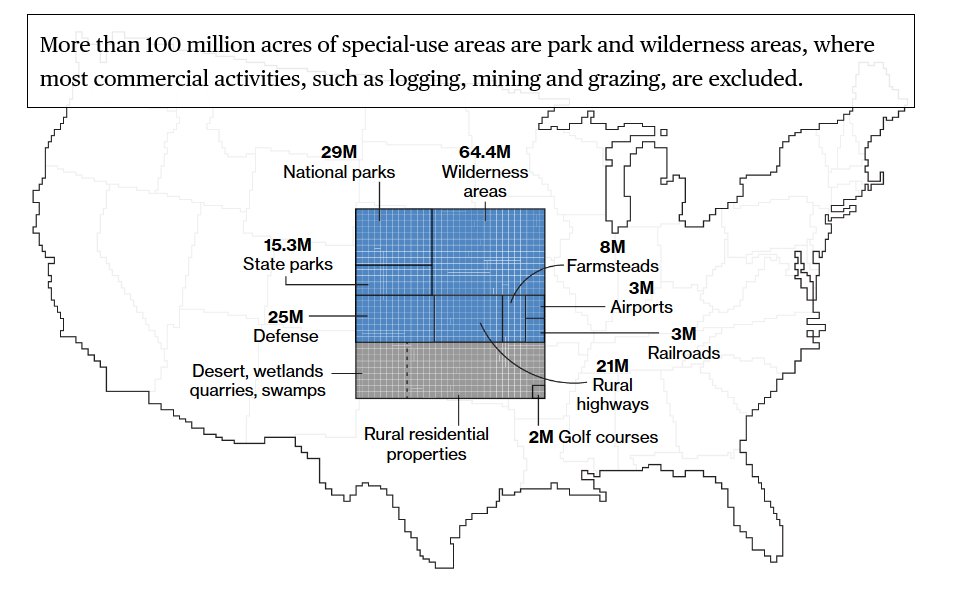 More than 100 million acres of special-use areas are park and wilderness areas, where
most commercial activities, such as logging, mining and grazing, are excluded.
29M
National parks
64.4M
Wilderness
areas
15.3M
State parks
8M
Farmsteads
3M
Airports
25M
Defense
3M
Railroads
Desert, wetlands
quarries, swamps
21M
Rural
highways
Rural residential
properties
2M Golf courses